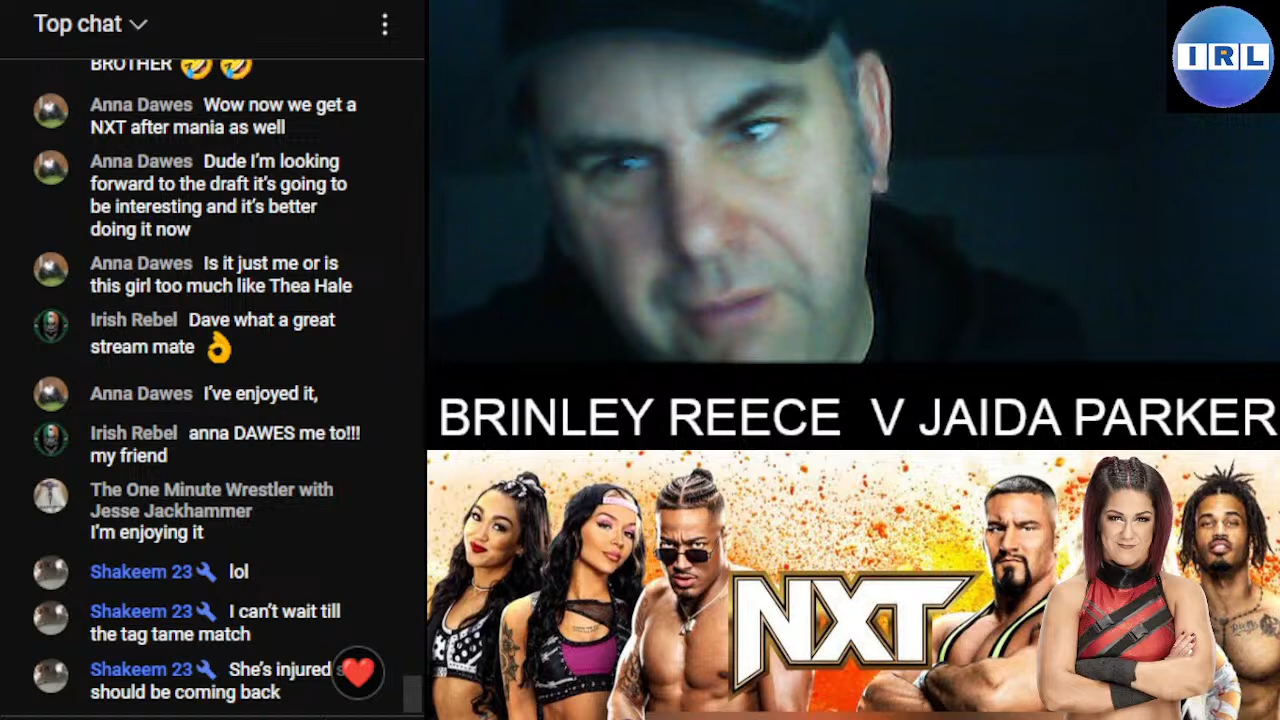 Top chat
BROTHER 🤣 🤣
Anna Dawes Wow now we get a
NXT after mania as well
Anna Dawes Dude I'm looking
forward to the draft it's going to
be interesting and it's better
doing it now
Anna Dawes Is it just me or is
this girl too much like Thea Hale
Irish Rebel Dave what a great
stream mate 👌
Anna Dawes I've enjoyed it,
Irish Rebel anna DAWES me to!!!
my friend
The One Minute Wrestler with
Jesse Jackhammer
I'm enjoying it
Shakeem 23 lol
Shakeem 23 I can't wait till
the tag tame match
Shakeem 23 She's injured
should be coming back
IRL
BRINLEY REECE V JAIDA PARKER
NXT